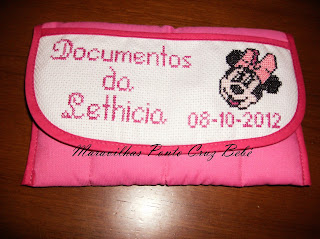 Documentos
da
Lethicia
08-10-2012
Maravilhas Ponto Cruz Bebê